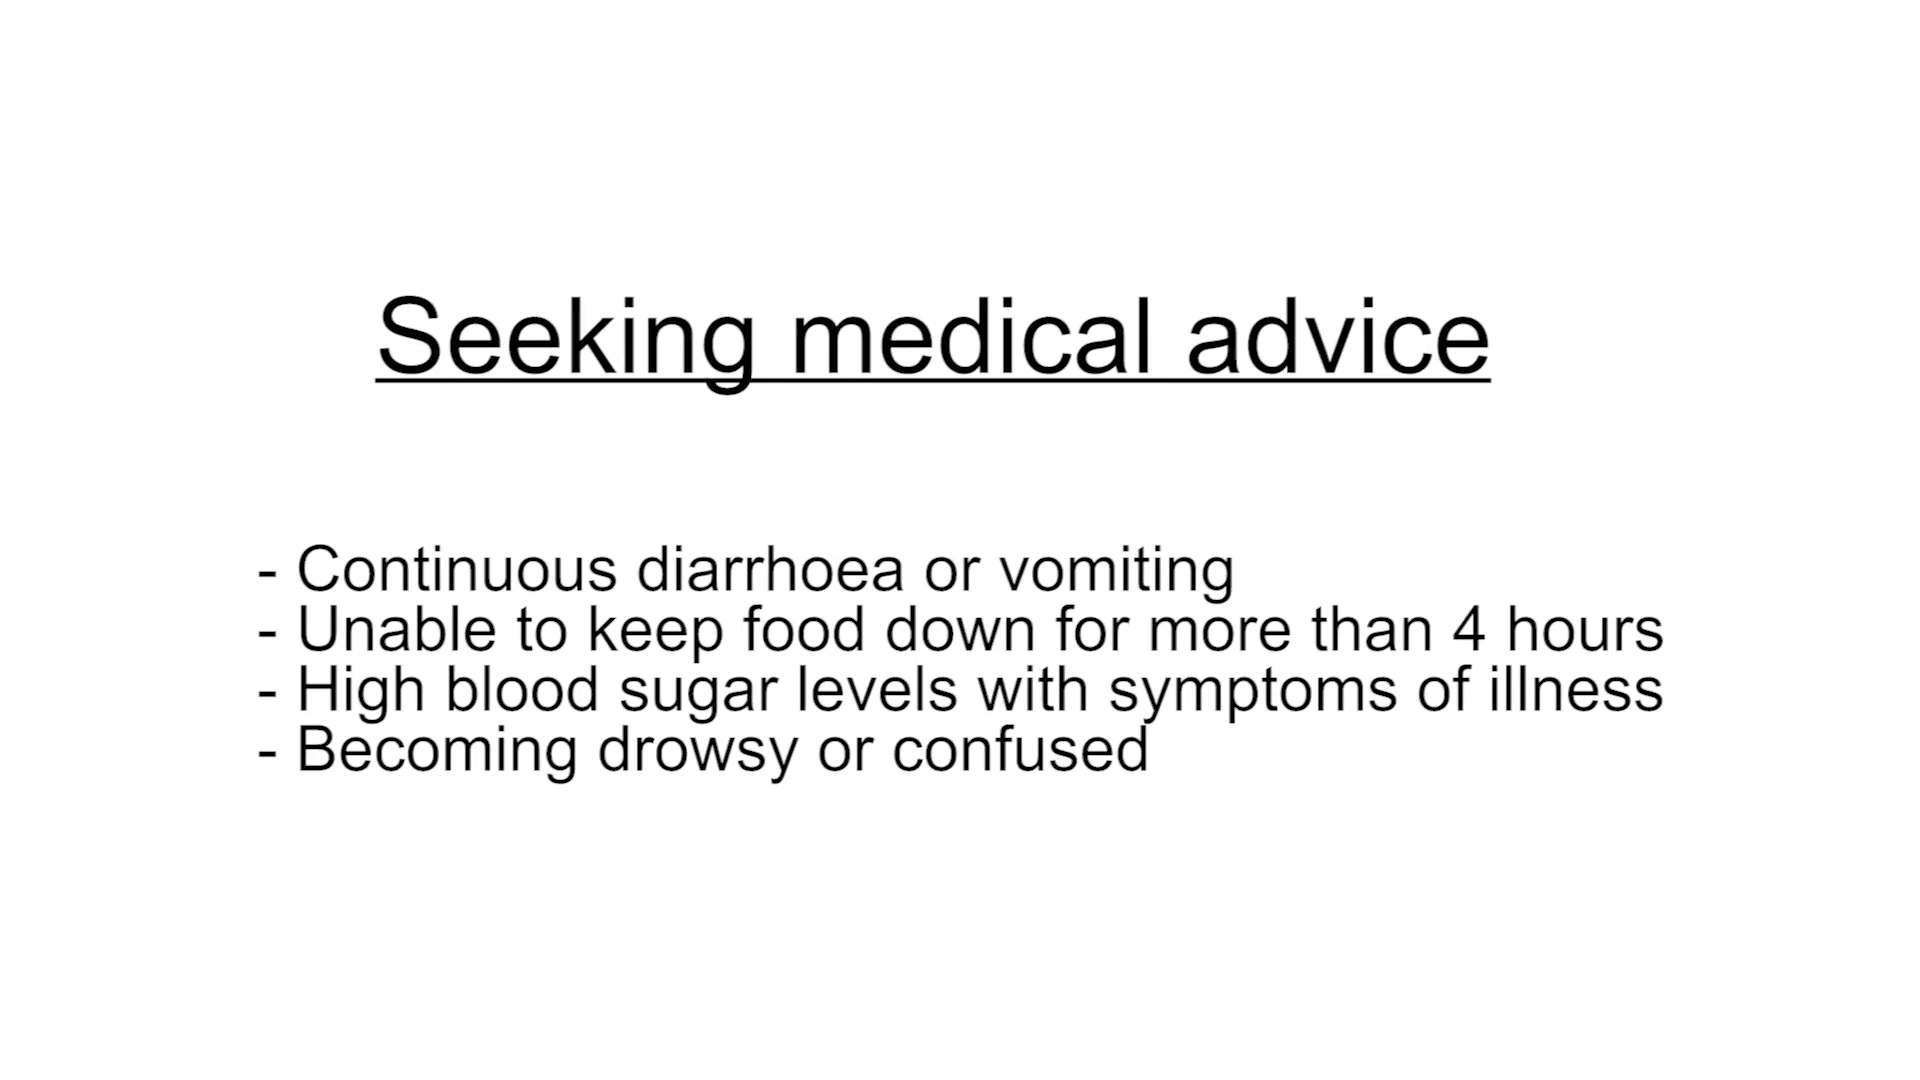 Seeking medical advice
- Continuous diarrhoea or vomiting
- Unable to keep food down for more than 4 hours
- High blood sugar levels with symptoms of illness
- Becoming drowsy or confused